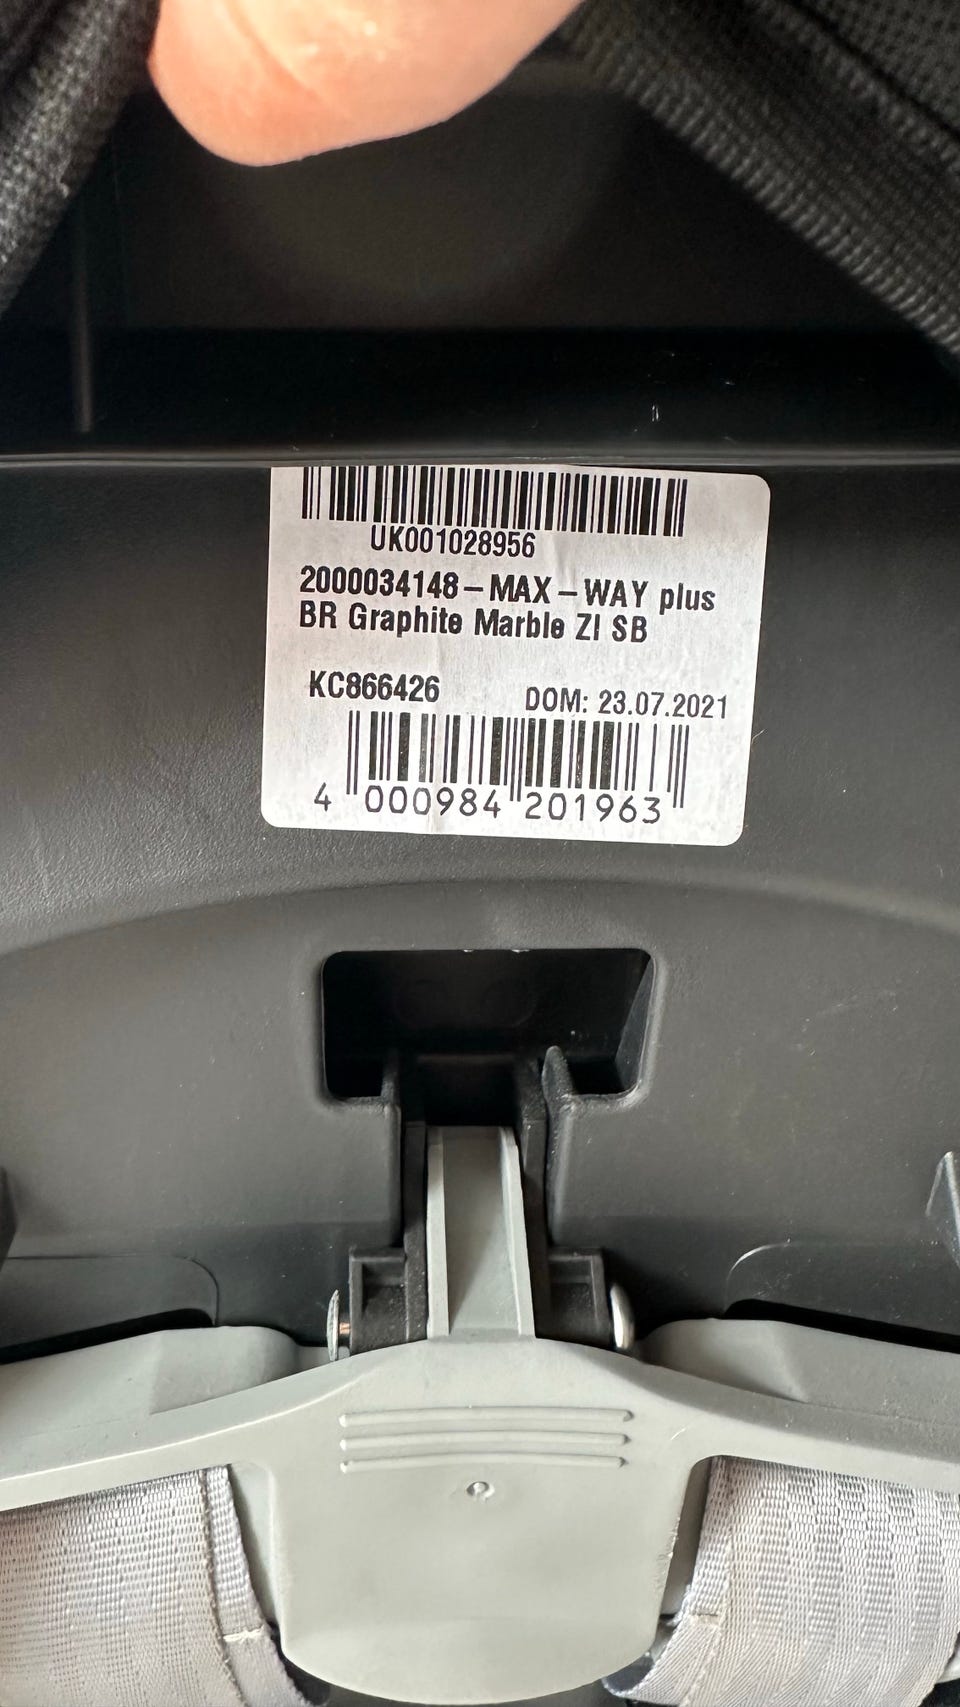 UK001028956
2000034148 – MAX – WAY plus
BR Graphite Marble ZI SB
KC866426 DOM: 23.07.2021
4 000984 201963